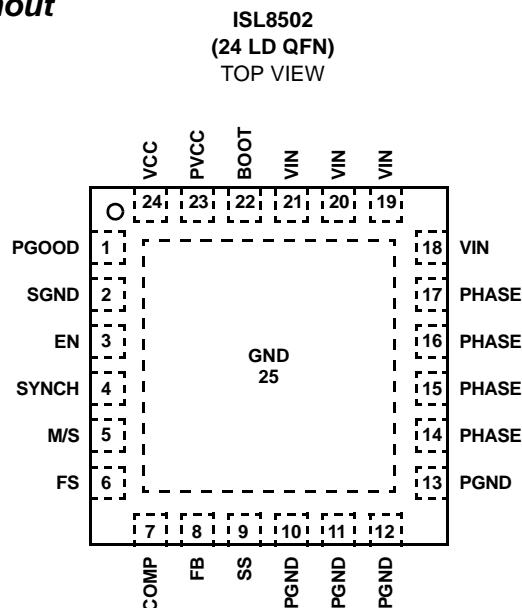 nout
ISL8502
(24 LD QFN)
TOP VIEW
VCC PVCC BOOT VIN VIN VIN
24 23 22 21 20 19
PGOOD 1
SGND 2
EN 3
SYNCH 4
M/S 5
FS 6
GND
25
18 VIN
17 PHASE
16 PHASE
15 PHASE
14 PHASE
13 PGND
7 8 9 10 11 12
COMP FB SS PGND PGND PGND